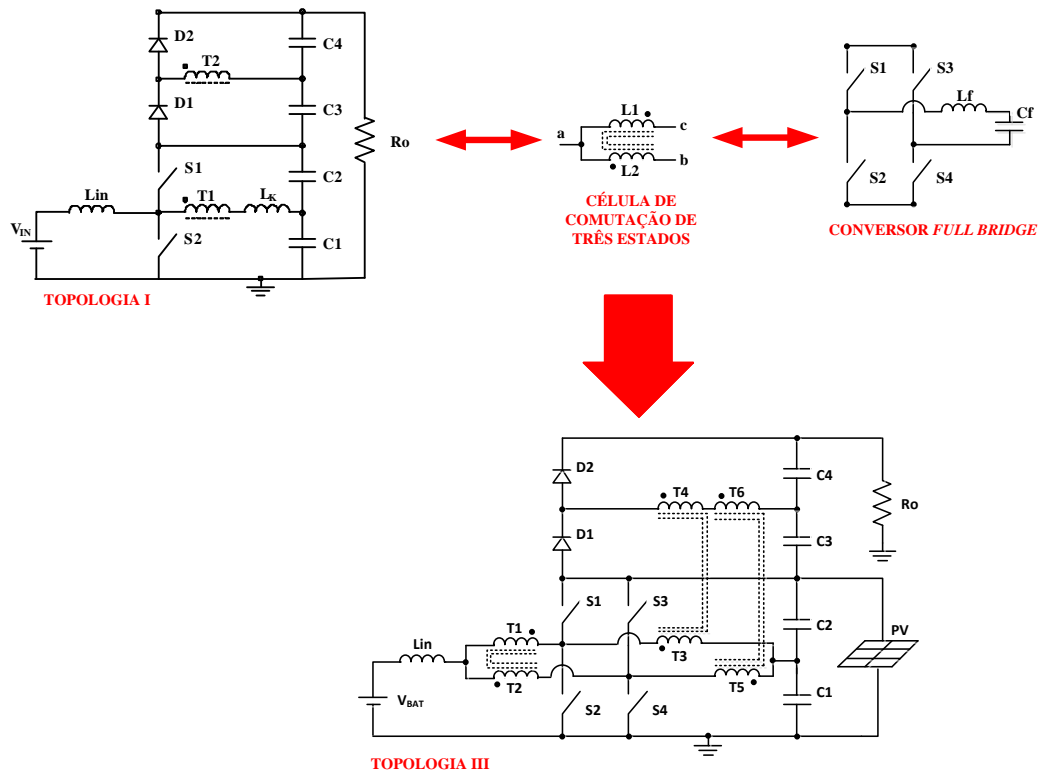 D2
C4
T2
D1
C3
Ro
S1
C2
Lin
T1
LK
VIN
S2
C1
TOPOLOGIA I
L1
a
c
L2
b
CÉLULA DE
COMUTAÇÃO DE
TRÊS ESTADOS
S1
S3
Lf
Cf
S2
S4
CONVERSOR FULL BRIDGE
D2
C4
T4
T6
Ro
D1
C3
S1
S3
C2
PV
T1
Lin
T3
T2
T5
C1
VBAT
S2
S4
TOPOLOGIA III